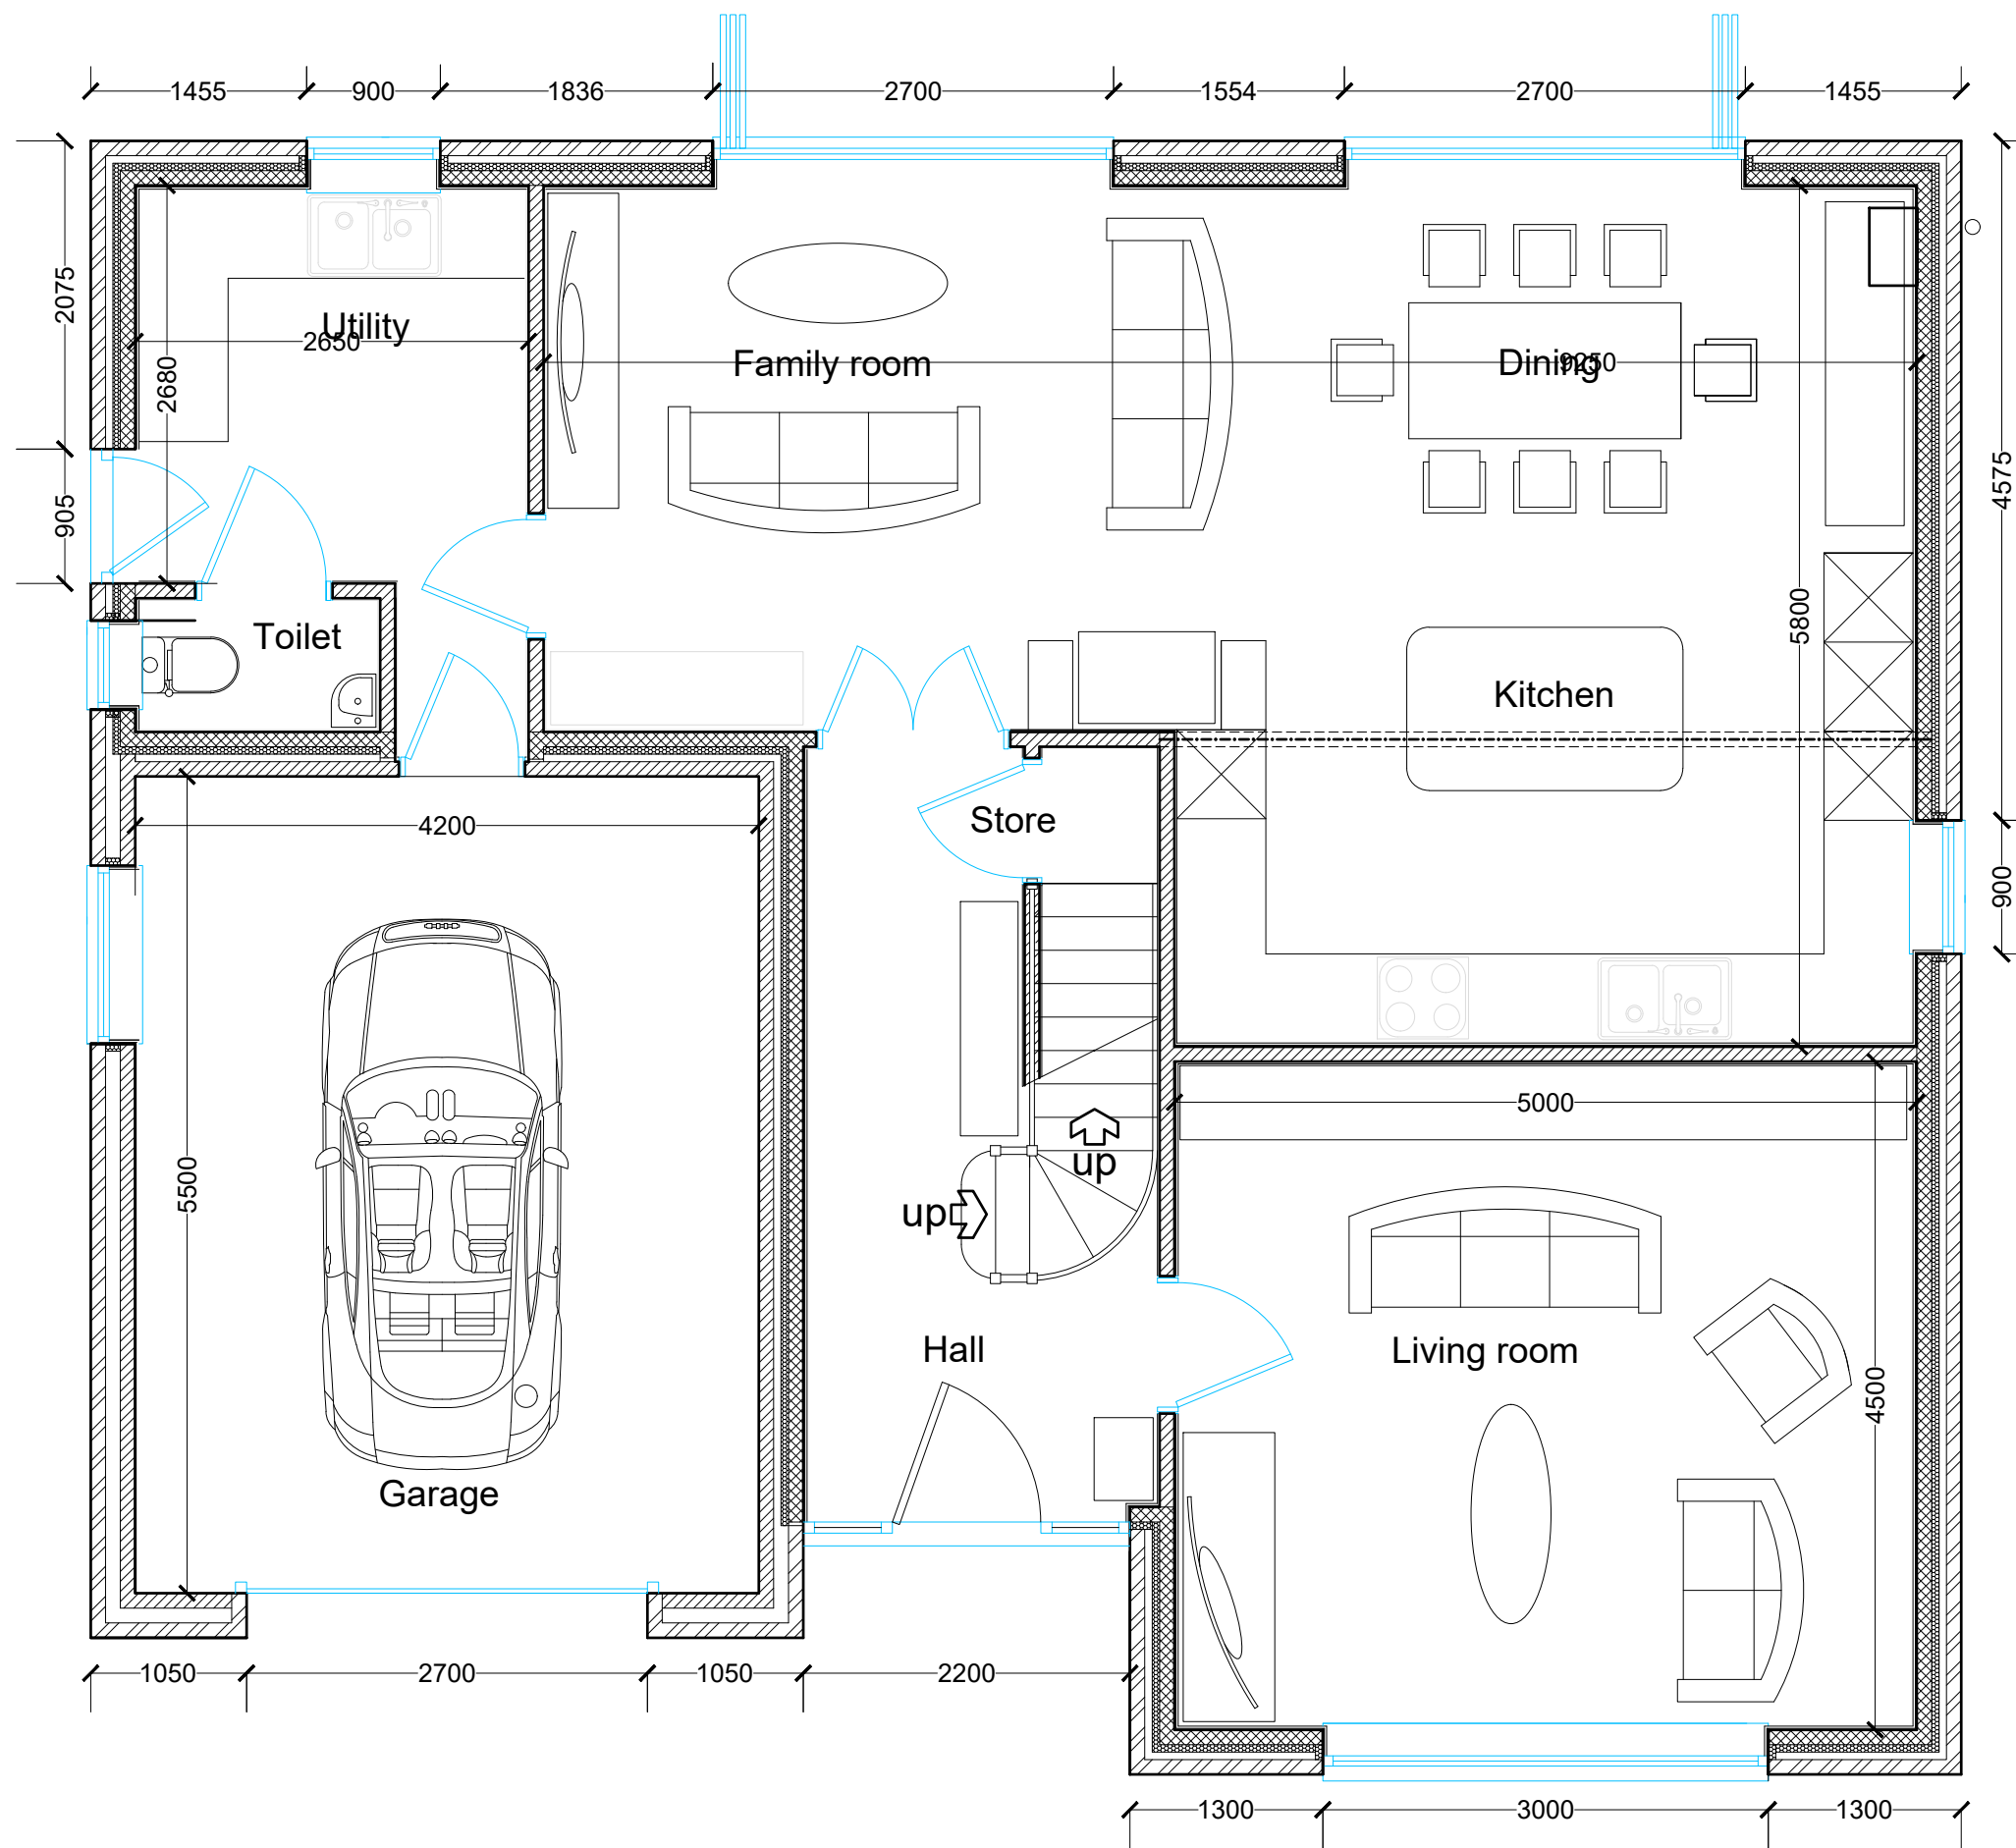 1455 900 1836 2700 1554 2700 1455
2075
Utility
2650
2680
Family room
Dining
9250
4575
905
5800
Toilet
Kitchen
4200
Store
900
5000
up
5500
up
Hall
Living room
4500
Garage
1050 2700 1050 2200
1300 3000 1300